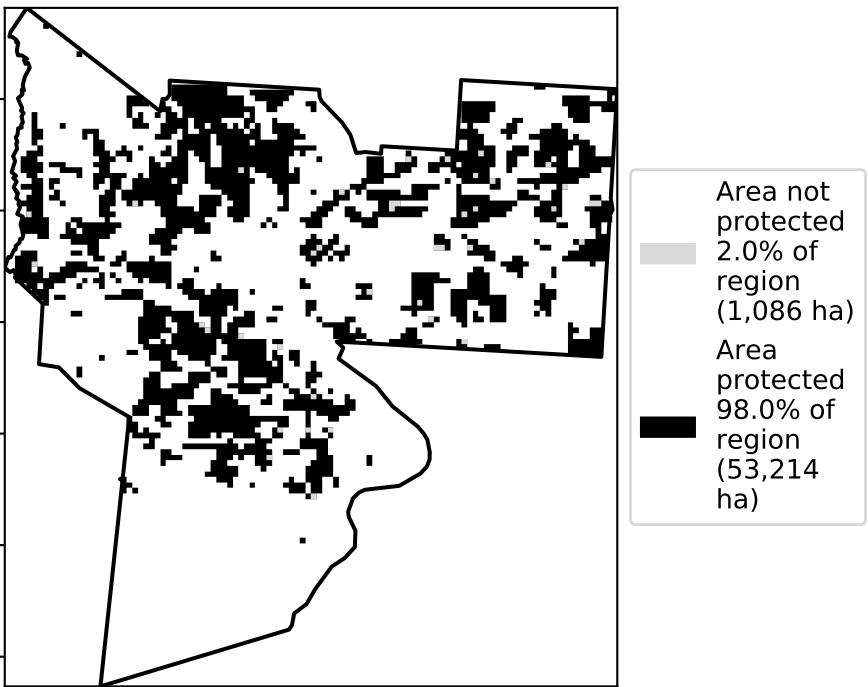 Area not
protected
2.0% of
region
(1,086 ha)
Area
protected
98.0% of
region
(53,214
ha)